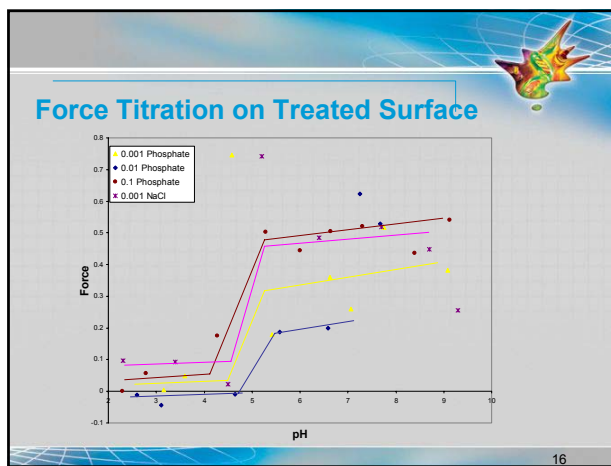 Force Titration on Treated Surface
0.8
0.7
0.6
0.5
0.4
0.3
0.2
0.1
0
-0.1
Force
0.001 Phosphate
0.01 Phosphate
0.1 Phosphate
0.001 NaCl
2 3 4 5 6 7 8 9 10
pH
16